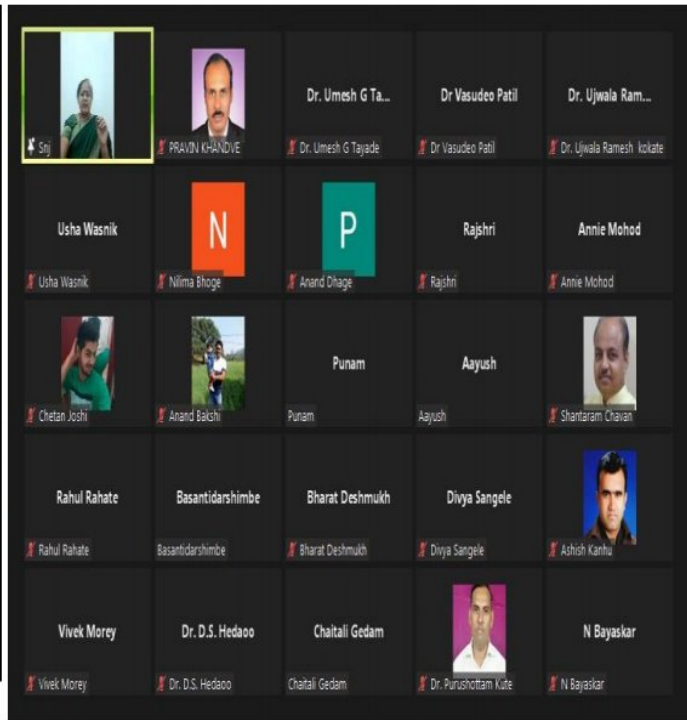 Snj
PRAVIN KHANDVE
Dr. Umesh G Ta...
Dr. Umesh G Tayade
Dr Vasudeo Patil
Dr Vasudeo Patil
Dr. Ujwala Ram...
Dr. Ujwala Ramesh kokate
Usha Wasnik
Usha Wasnik
N
Nilima Bhoge
P
Anand Dhage
Rajshri
Rajshri
Annie Mohod
Annie Mohod
Chetan Joshi
Anand Bakshi
Punam
Punam
Aayush
Aayush
Shantaram Chavan
Rahul Rahate
Rahul Rahate
Basantidarshimbe
Basantidarshimbe
Bharat Deshmukh
Bharat Deshmukh
Divya Sangele
Divya Sangele
Ashish Kanhu
Vivek Morey
Vivek Morey
Dr. D.S. Hedaoo
Dr. D.S. Hedaoo
Chaitali Gedam
Chaitali Gedam
Dr. Purushottam Kute
N Bayaskar
N Bayaskar